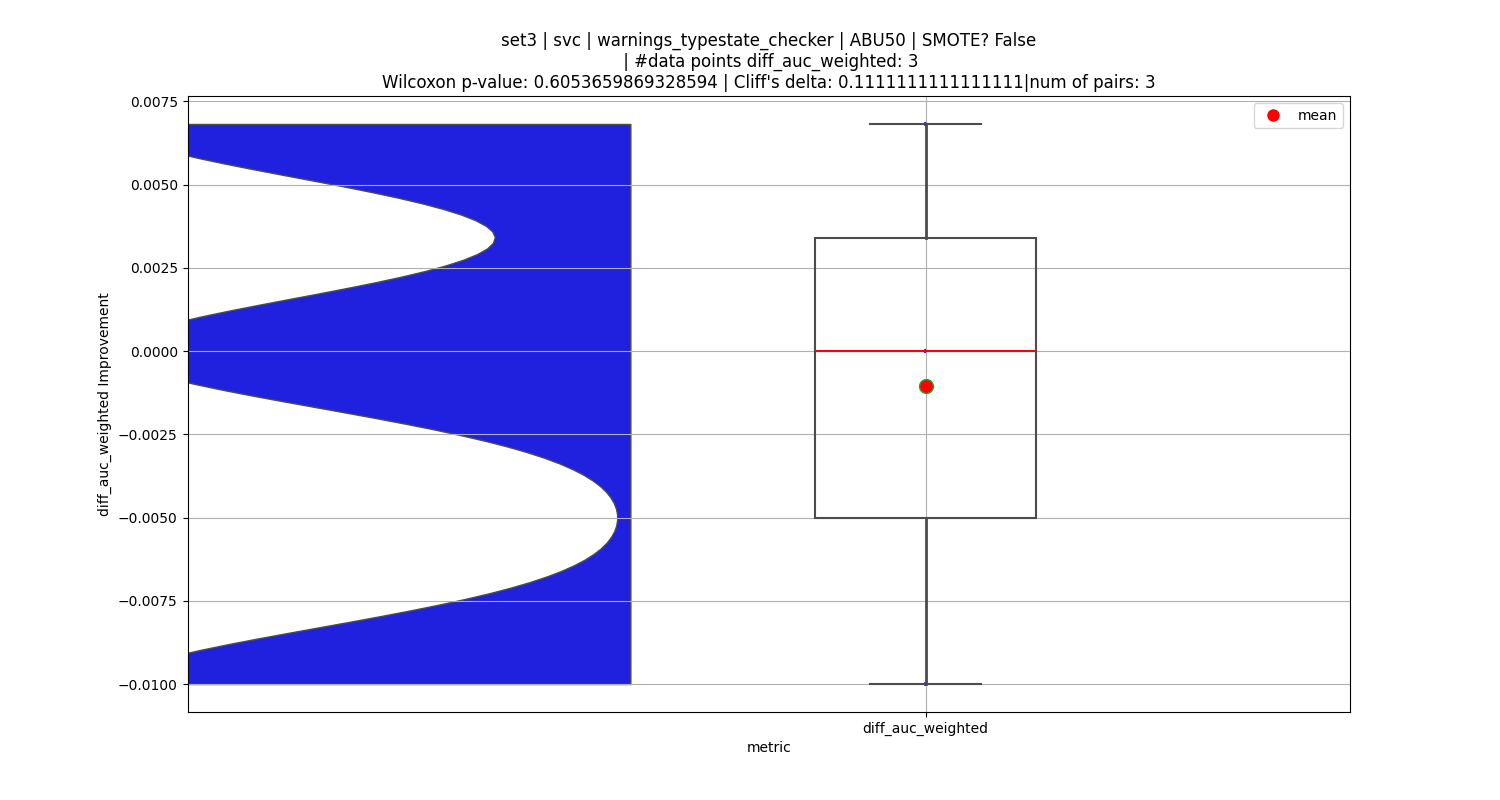 set3 | svc | warnings_typestate_checker | ABU50 | SMOTE? False
| #data points diff_auc_weighted: 3
Wilcoxon p-value: 0.6053659869328594 | Cliff's delta: 0.1111111111111111|num of pairs: 3
mean
0.0075
0.0050
0.0025
0.0000
−0.0025
−0.0050
−0.0075
−0.0100
diff_auc_weighted Improvement
diff_auc_weighted
metric